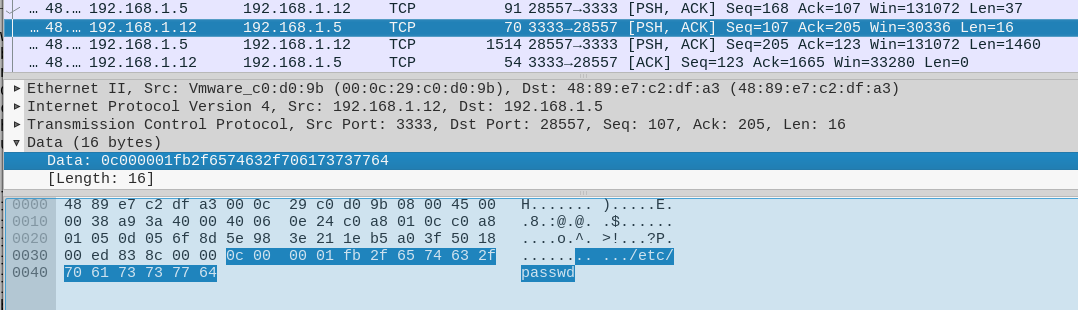 … 48.… 192.168.1.5 192.168.1.12 TCP 91 28557→3333 [PSH, ACK] Seq=168 Ack=107 Win=131072 Len=37
… 48.… 192.168.1.12 192.168.1.5 TCP 70 3333→28557 [PSH, ACK] Seq=107 Ack=205 Win=30336 Len=16
… 48.… 192.168.1.5 192.168.1.12 TCP 1514 28557→3333 [PSH, ACK] Seq=205 Ack=123 Win=131072 Len=1460
… 48.… 192.168.1.12 192.168.1.5 TCP 54 3333→28557 [ACK] Seq=123 Ack=1665 Win=33280 Len=0
Ethernet II, Src: Vmware_c0:d0:9b (00:0c:29:c0:d0:9b), Dst: 48:89:e7:c2:df:a3 (48:89:e7:c2:df:a3)
Internet Protocol Version 4, Src: 192.168.1.12, Dst: 192.168.1.5
Transmission Control Protocol, Src Port: 3333, Dst Port: 28557, Seq: 107, Ack: 205, Len: 16
Data (16 bytes)
Data: 0c000001fb2f6574632f706173737764
[Length: 16]
0000 48 89 e7 c2 df a3 00 0c 29 c0 d0 9b 08 00 45 00 H....... ).....E.
0010 00 38 a9 3a 40 00 40 06 0e 24 c0 a8 01 0c c0 a8 .8.:@.@. .$......
0020 01 05 0d 05 6f 8d 5e 98 3e 21 1e b5 a0 3f 50 18 ....o.^. >!...?P.
0030 00 ed 83 8c 00 00 0c 00 00 01 fb 2f 65 74 63 2f ........ .../etc/
0040 70 61 73 73 77 64 passwd